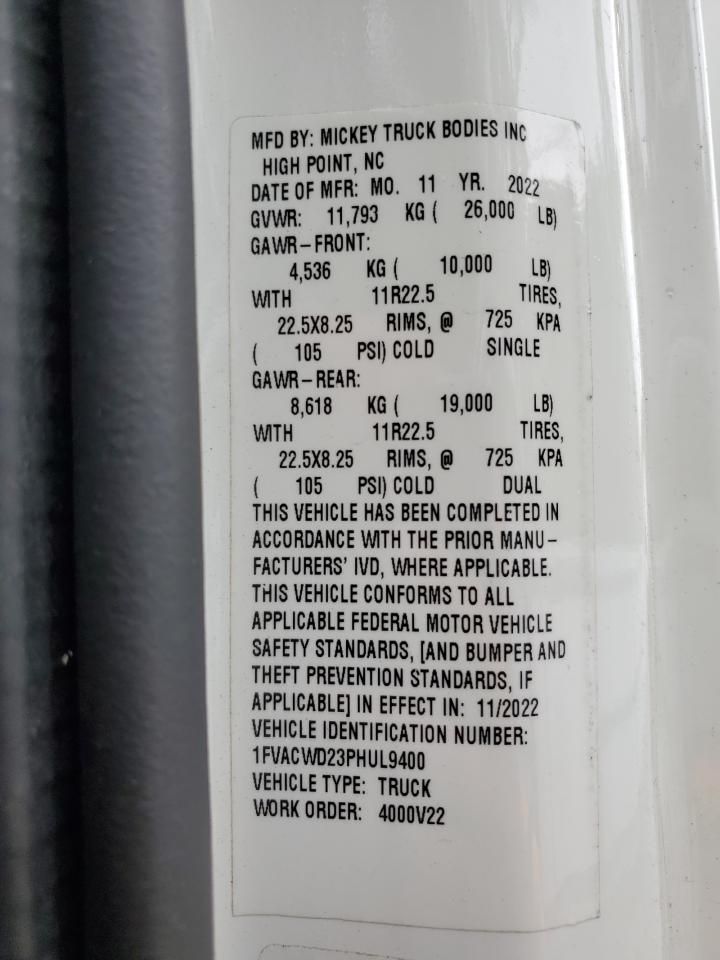 MFD BY: MICKEY TRUCK BODIES INC
HIGH POINT, NC
DATE OF MFR: MO. 11 YR. 2022
GVWR: 11,793 KG ( 26,000 LB)
GAWR-FRONT:
4,536 KG ( 10,000 LB)
WITH 11R22.5 TIRES,
22.5X8.25 RIMS, @ 725 KPA
( 105 PSI) COLD SINGLE
GAWR-REAR:
8,618 KG ( 19,000 LB)
WITH 11R22.5 TIRES,
22.5X8.25 RIMS, @ 725 KPA
( 105 PSI) COLD DUAL
THIS VEHICLE HAS BEEN COMPLETED IN
ACCORDANCE WITH THE PRIOR MANU-
FACTURERS' IVD, WHERE APPLICABLE.
THIS VEHICLE CONFORMS TO ALL
APPLICABLE FEDERAL MOTOR VEHICLE
SAFETY STANDARDS, [AND BUMPER AND
THEFT PREVENTION STANDARDS, IF
APPLICABLE] IN EFFECT IN: 11/2022
VEHICLE IDENTIFICATION NUMBER:
1FVACWD23PHUL9400
VEHICLE TYPE: TRUCK
WORK ORDER: 4000V22